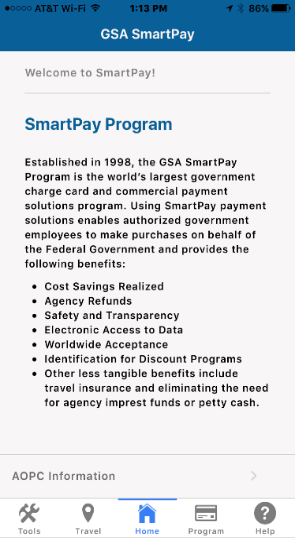 AT&T Wi-Fi 1:13 PM 86%
GSA SmartPay
Welcome to SmartPay!
SmartPay Program
Established in 1998, the GSA SmartPay
Program is the world's largest government
charge card and commercial payment
solutions program. Using SmartPay payment
solutions enables authorized government
employees to make purchases on behalf of
the Federal Government and provides the
following benefits:
• Cost Savings Realized
• Agency Refunds
• Safety and Transparency
• Electronic Access to Data
• Worldwide Acceptance
• Identification for Discount Programs
• Other less tangible benefits include
travel insurance and eliminating the need
for agency imprest funds or petty cash.
AOPC Information
Tools Travel Home Program Help